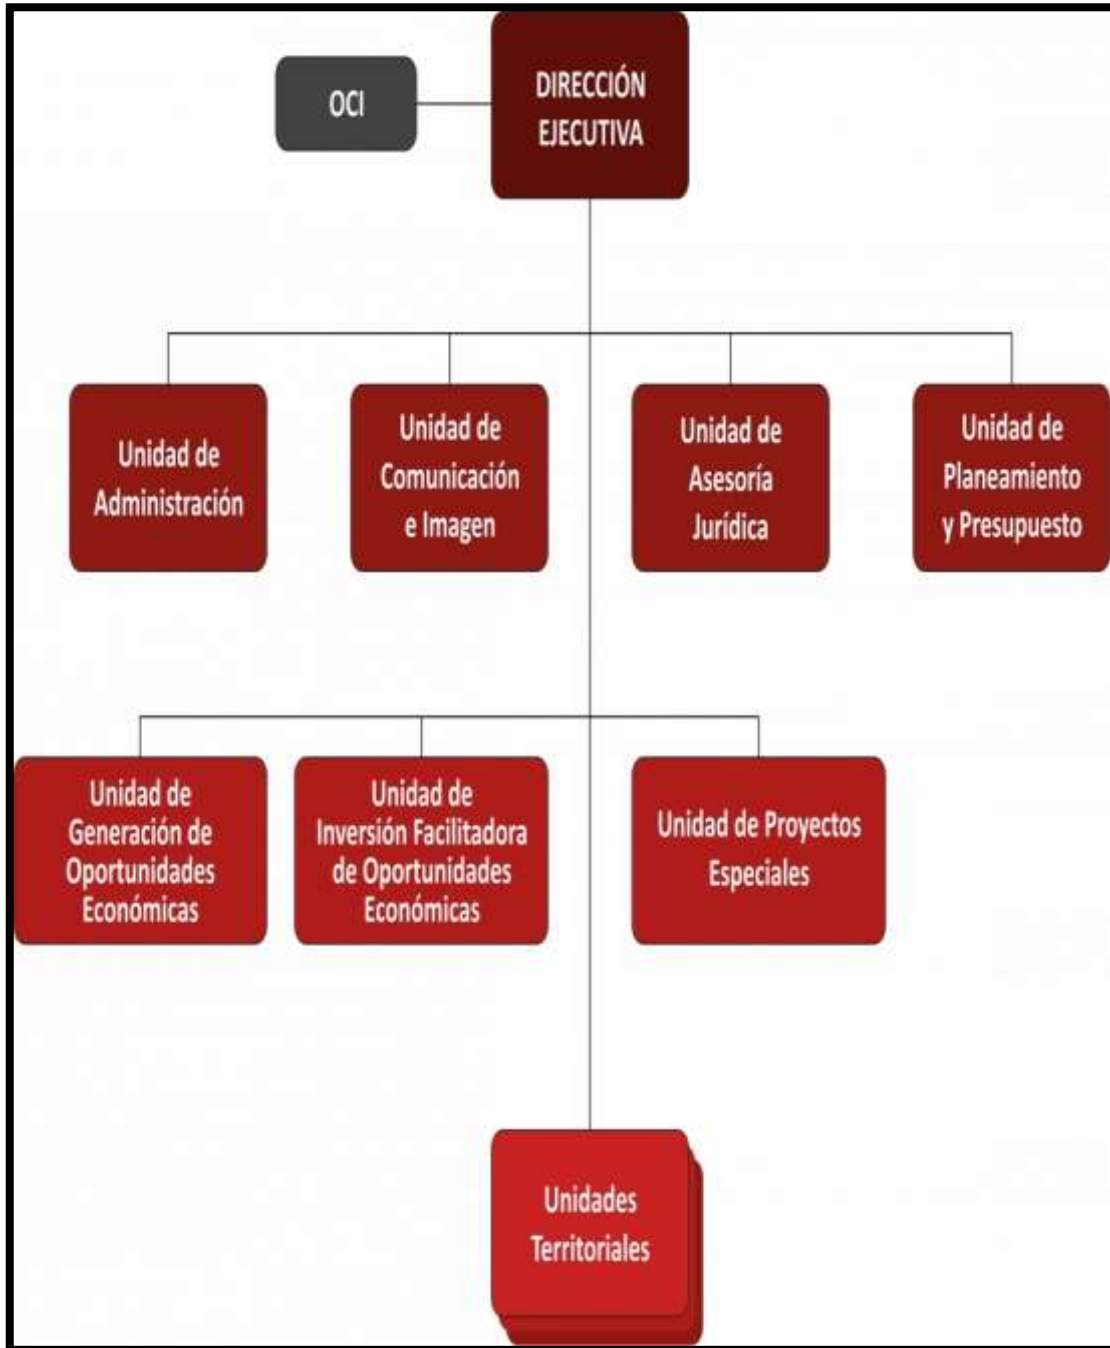 OCI
DIRECCIÓN
EJECUTIVA
Unidad de
Administración
Unidad de
Comunicación
e Imagen
Unidad de
Asesoría
Jurídica
Unidad de
Planeamiento
y Presupuesto
Unidad de
Generación de
Oportunidades
Económicas
Unidad de
Inversión Facilitadora
de Oportunidades
Económicas
Unidad de Proyectos
Especiales
Unidades
Territoriales